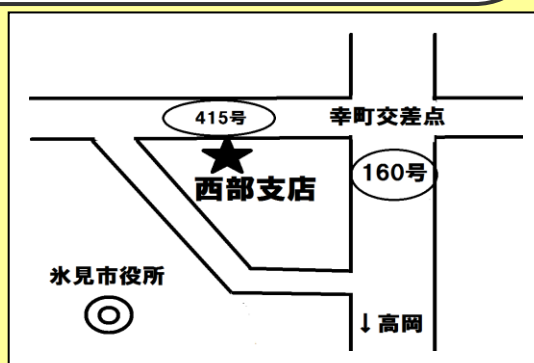 415号
幸町交差点
160号
西部支店
氷見市役所
↓高岡